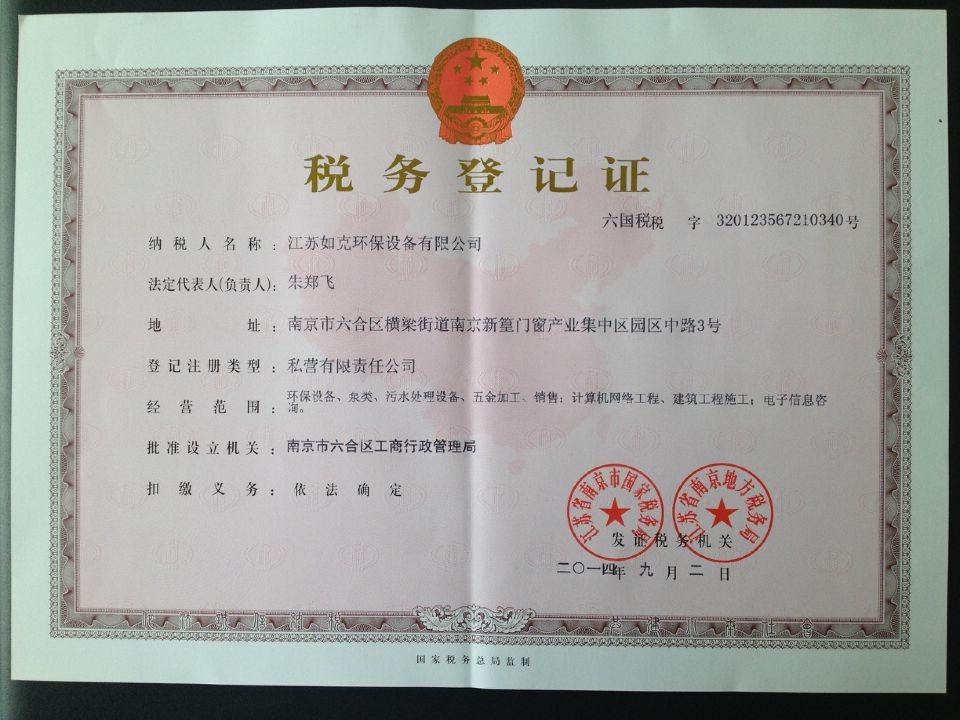 税务登记证
六国税税 字 320123567210340号
纳税人名称：江苏如克环保设备有限公司
法定代表人(负责人)：朱郑飞
地 址：南京市六合区横梁街道南京新篁门窗产业集中区园区中路3号
登记注册类型：私营有限责任公司
经营范围：环保设备、泵类、污水处理设备、五金加工、销售；计算机网络工程、建筑工程施工；电子信息咨
询。
批准设立机关：南京市六合区工商行政管理局
扣缴义务：依法确定
江苏省南京市国家税务局
江苏省南京地方税务局
发证税务机关
二〇一四年 九月二日
国家税务总局监制